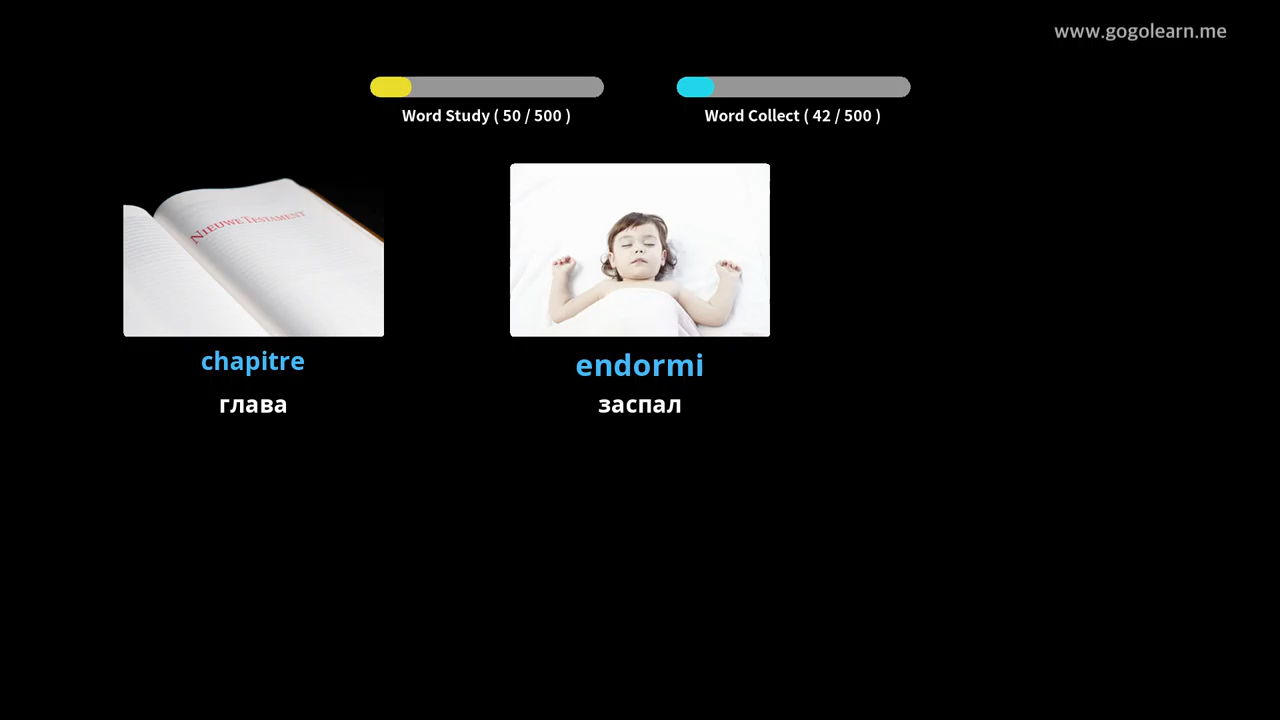 www.gogolearn.me
Word Study ( 50 / 500 )
Word Collect ( 42 / 500 )
NIEUWE TESTAMENT
chapitre
endormi
глава
заспал